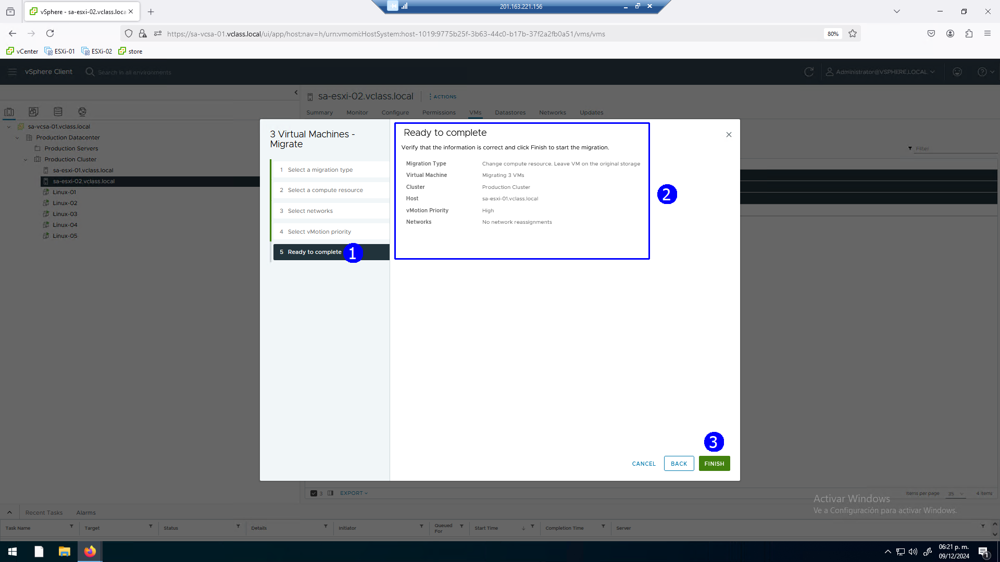 vSphere - sa-esxi-02.vclass.loca
201.163.221.156
https://sa-vcsa-01.vclass.local/ui/app/host;nav=h/urn:vmomi:HostSystem:host-1019:9775b25f-3b63-44c0-b17b-37f2a2fb0a51/vms/vms
80%
vCenter
ESXi-01
ESXi-02
store
vSphere Client
Search in all environments
Administrator@VSPHERE.LOCAL
sa-esxi-02.vclass.local
ACTIONS
Summary
Monitor
Configure
Permissions
VMs
Datastores
Networks
Updates
sa-vcsa-01.vclass.local
Production Datacenter
Production Servers
Production Cluster
sa-esxi-01.vclass.local
sa-esxi-02.vclass.local
Linux-01
Linux-02
Linux-03
Linux-04
Linux-05
Filter
3 Virtual Machines -
Migrate
1 Select a migration type
2 Select a compute resource
3 Select networks
4 Select vMotion priority
5 Ready to complete
1
Ready to complete
Verify that the information is correct and click Finish to start the migration.
Migration Type Change compute resource. Leave VM on the original storage
Virtual Machine Migrating 3 VMs
Cluster Production Cluster
Host sa-esxi-01.vclass.local
vMotion Priority High
Networks No network reassignments
2
3
CANCEL
BACK
FINISH
3
EXPORT
Items per page 35
4 items
Activar Windows
Ve a Configuración para activar Windows.
Recent Tasks
Alarms
Task Name
Target
Status
Details
Initiator
Queued
For
Start Time
Completion Time
Server
06:21 p. m.
09/12/2024
1